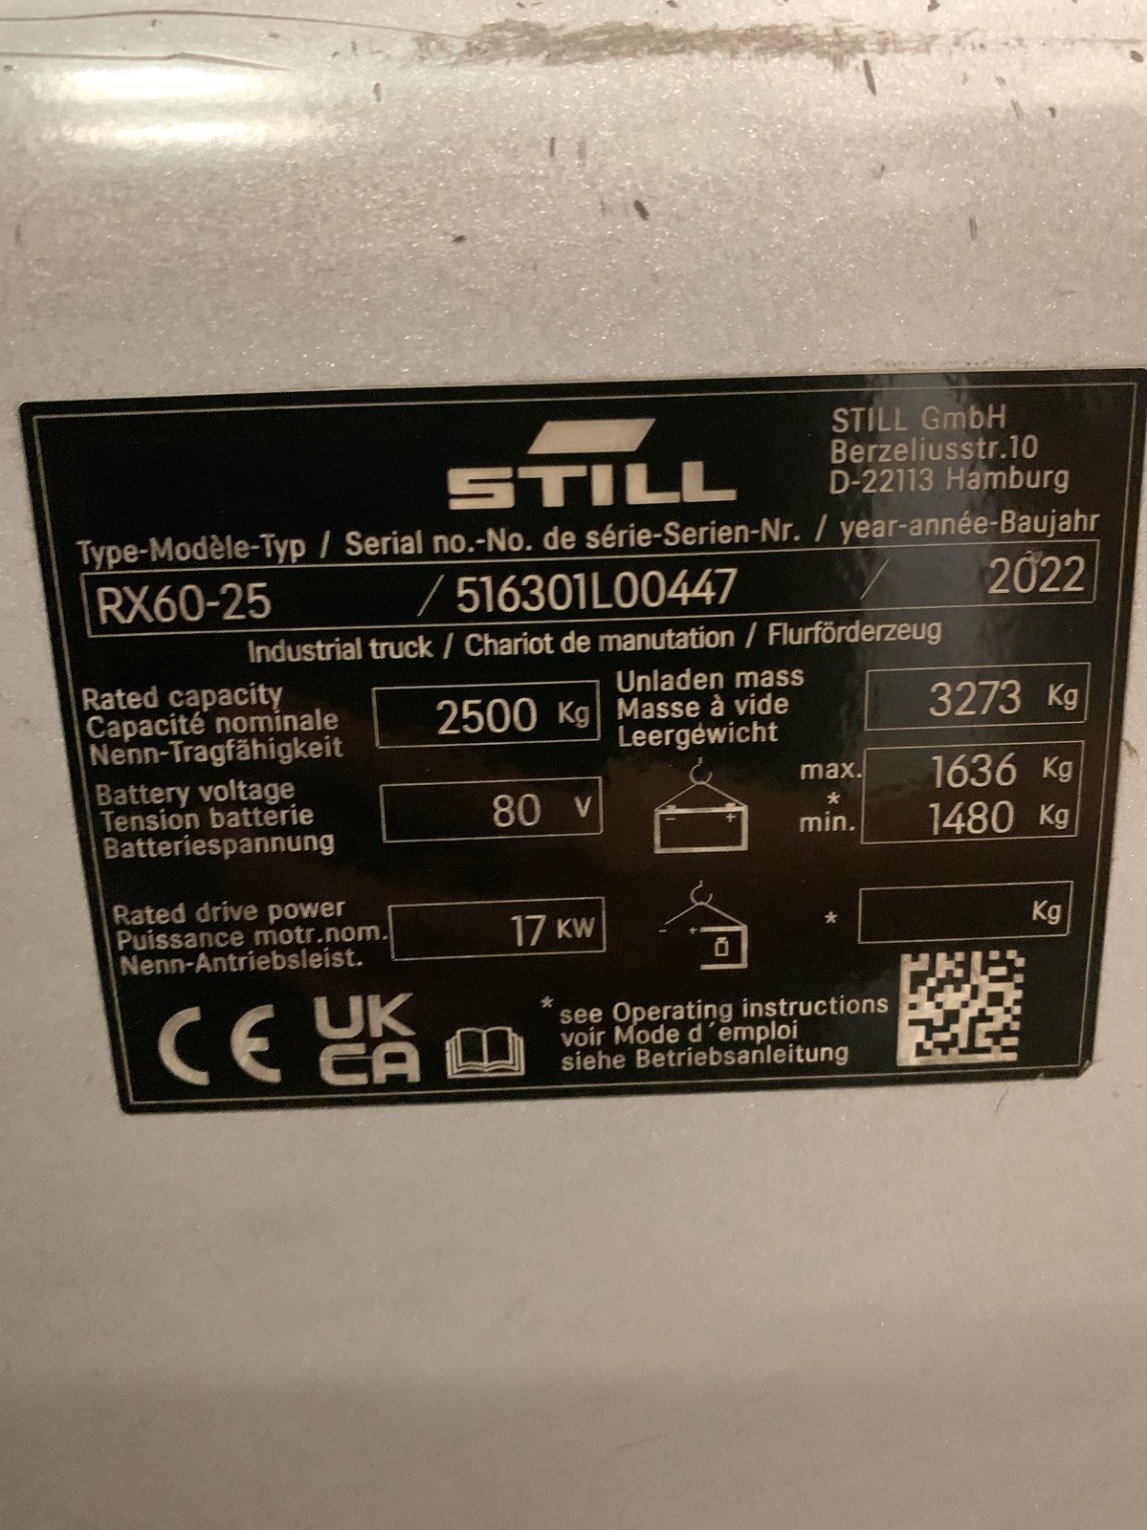 STILL
STILL GmbH
Berzeliusstr.10
D-22113 Hamburg
Type-Modèle-Typ / Serial no.-No. de série-Serien-Nr. / year-année-Baujahr
RX60-25 / 516301L00447 / 2022
Industrial truck / Chariot de manutation / Flurförderzeug
Rated capacity
Capacité nominale
Nenn-Tragfähigkeit
2500 Kg
Unladen mass
Masse à vide
Leergewicht
3273 Kg
Battery voltage
Tension batterie
Batteriespannung
80 V
- +
max. 1636 Kg
*
min. 1480 Kg
Rated drive power
Puissance motr.nom.
Nenn-Antriebsleist.
17 KW
- +
* Kg
CE
UK
CA
* see Operating instructions
voir Mode d´emploi
siehe Betriebsanleitung